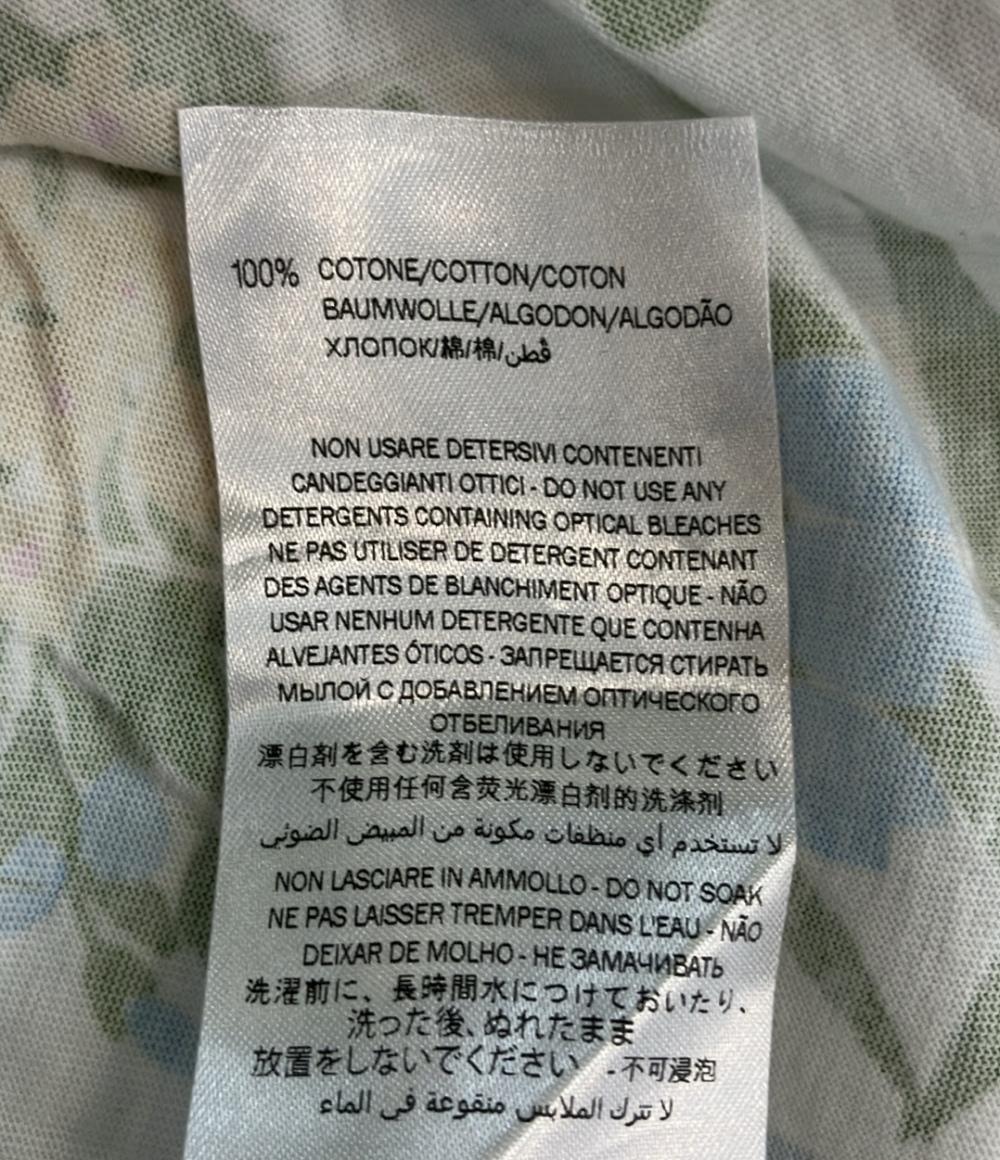 100% COTONE/COTTON/COTON
BAUMWOLLE/ALGODON/ALGODÃO
ХЛОПОК/綿/棉/قطن
NON USARE DETERSIVI CONTENENTI
CANDEGGIANTI OTTICI - DO NOT USE ANY
DETERGENTS CONTAINING OPTICAL BLEACHES
NE PAS UTILISER DE DETERGENT CONTENANT
DES AGENTS DE BLANCHIMENT OPTIQUE - NÃO
USAR NENHUM DETERGENTE QUE CONTENHA
ALVEJANTES ÓTICOS - ЗАПРЕЩАЕТСЯ СТИРАТЬ
МЫЛОЙ С ДОБАВЛЕНИЕМ ОПТИЧЕСКОГО
ОТБЕЛИВАНИЯ
漂白剤を含む洗剤は使用しないでください
不使用任何含荧光漂白剂的洗涤剂
لا تستخدم أي منظفات مكونة من المبيض الضوئي
NON LASCIARE IN AMMOLLO - DO NOT SOAK
NE PAS LAISSER TREMPER DANS L'EAU - NÃO
DEIXAR DE MOLHO - НЕ ЗАМАЧИВАТЬ
洗濯前に、長時間水につけておいたり、
洗った後、ぬれたまま
放置をしないでください - 不可浸泡
لا تترك الملابس منقوعة في الماء